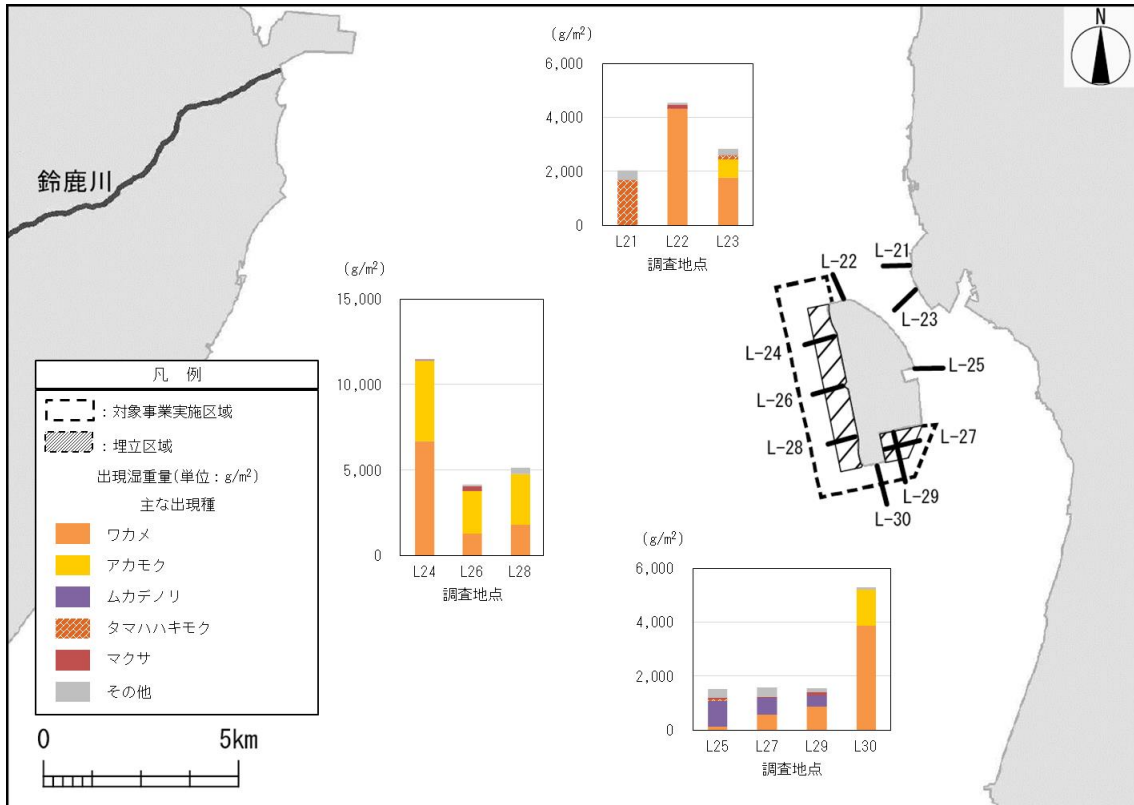 N
鈴鹿川
(g/m²)
6,000
4,000
2,000
0
L21 L22 L23
調査地点
(g/m²)
15,000
10,000
5,000
0
L24 L26 L28
調査地点
L-21
L-22
L-23
L-24
L-25
L-26
L-27
L-28
L-29
L-30
凡 例
：対象事業実施区域
：埋立区域
出現湿重量(単位：g/m²)
主な出現種
ワカメ
アカモク
ムカデノリ
タマハハキモク
マクサ
その他
0 5km
(g/m²)
6,000
4,000
2,000
0
L25 L27 L29 L30
調査地点